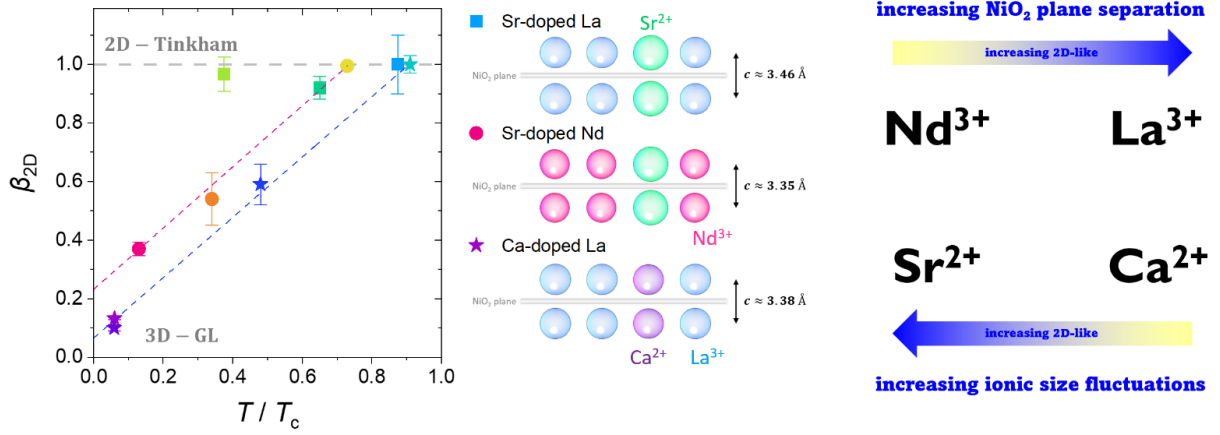 2D – Tinkham
3D – GL
β2D
1.0
0.8
0.6
0.4
0.2
0.0
0.0 0.2 0.4 0.6 0.8 1.0
T / Tc
Sr-doped La
Sr²⁺
NiO₂ plane
c ≈ 3.46 Å
Sr-doped Nd
NiO₂ plane
c ≈ 3.35 Å
Nd³⁺
Ca-doped La
NiO₂ plane
c ≈ 3.38 Å
Ca²⁺ La³⁺
increasing NiO₂ plane separation
increasing 2D-like
Nd³⁺ La³⁺
Sr²⁺ Ca²⁺
increasing 2D-like
increasing ionic size fluctuations